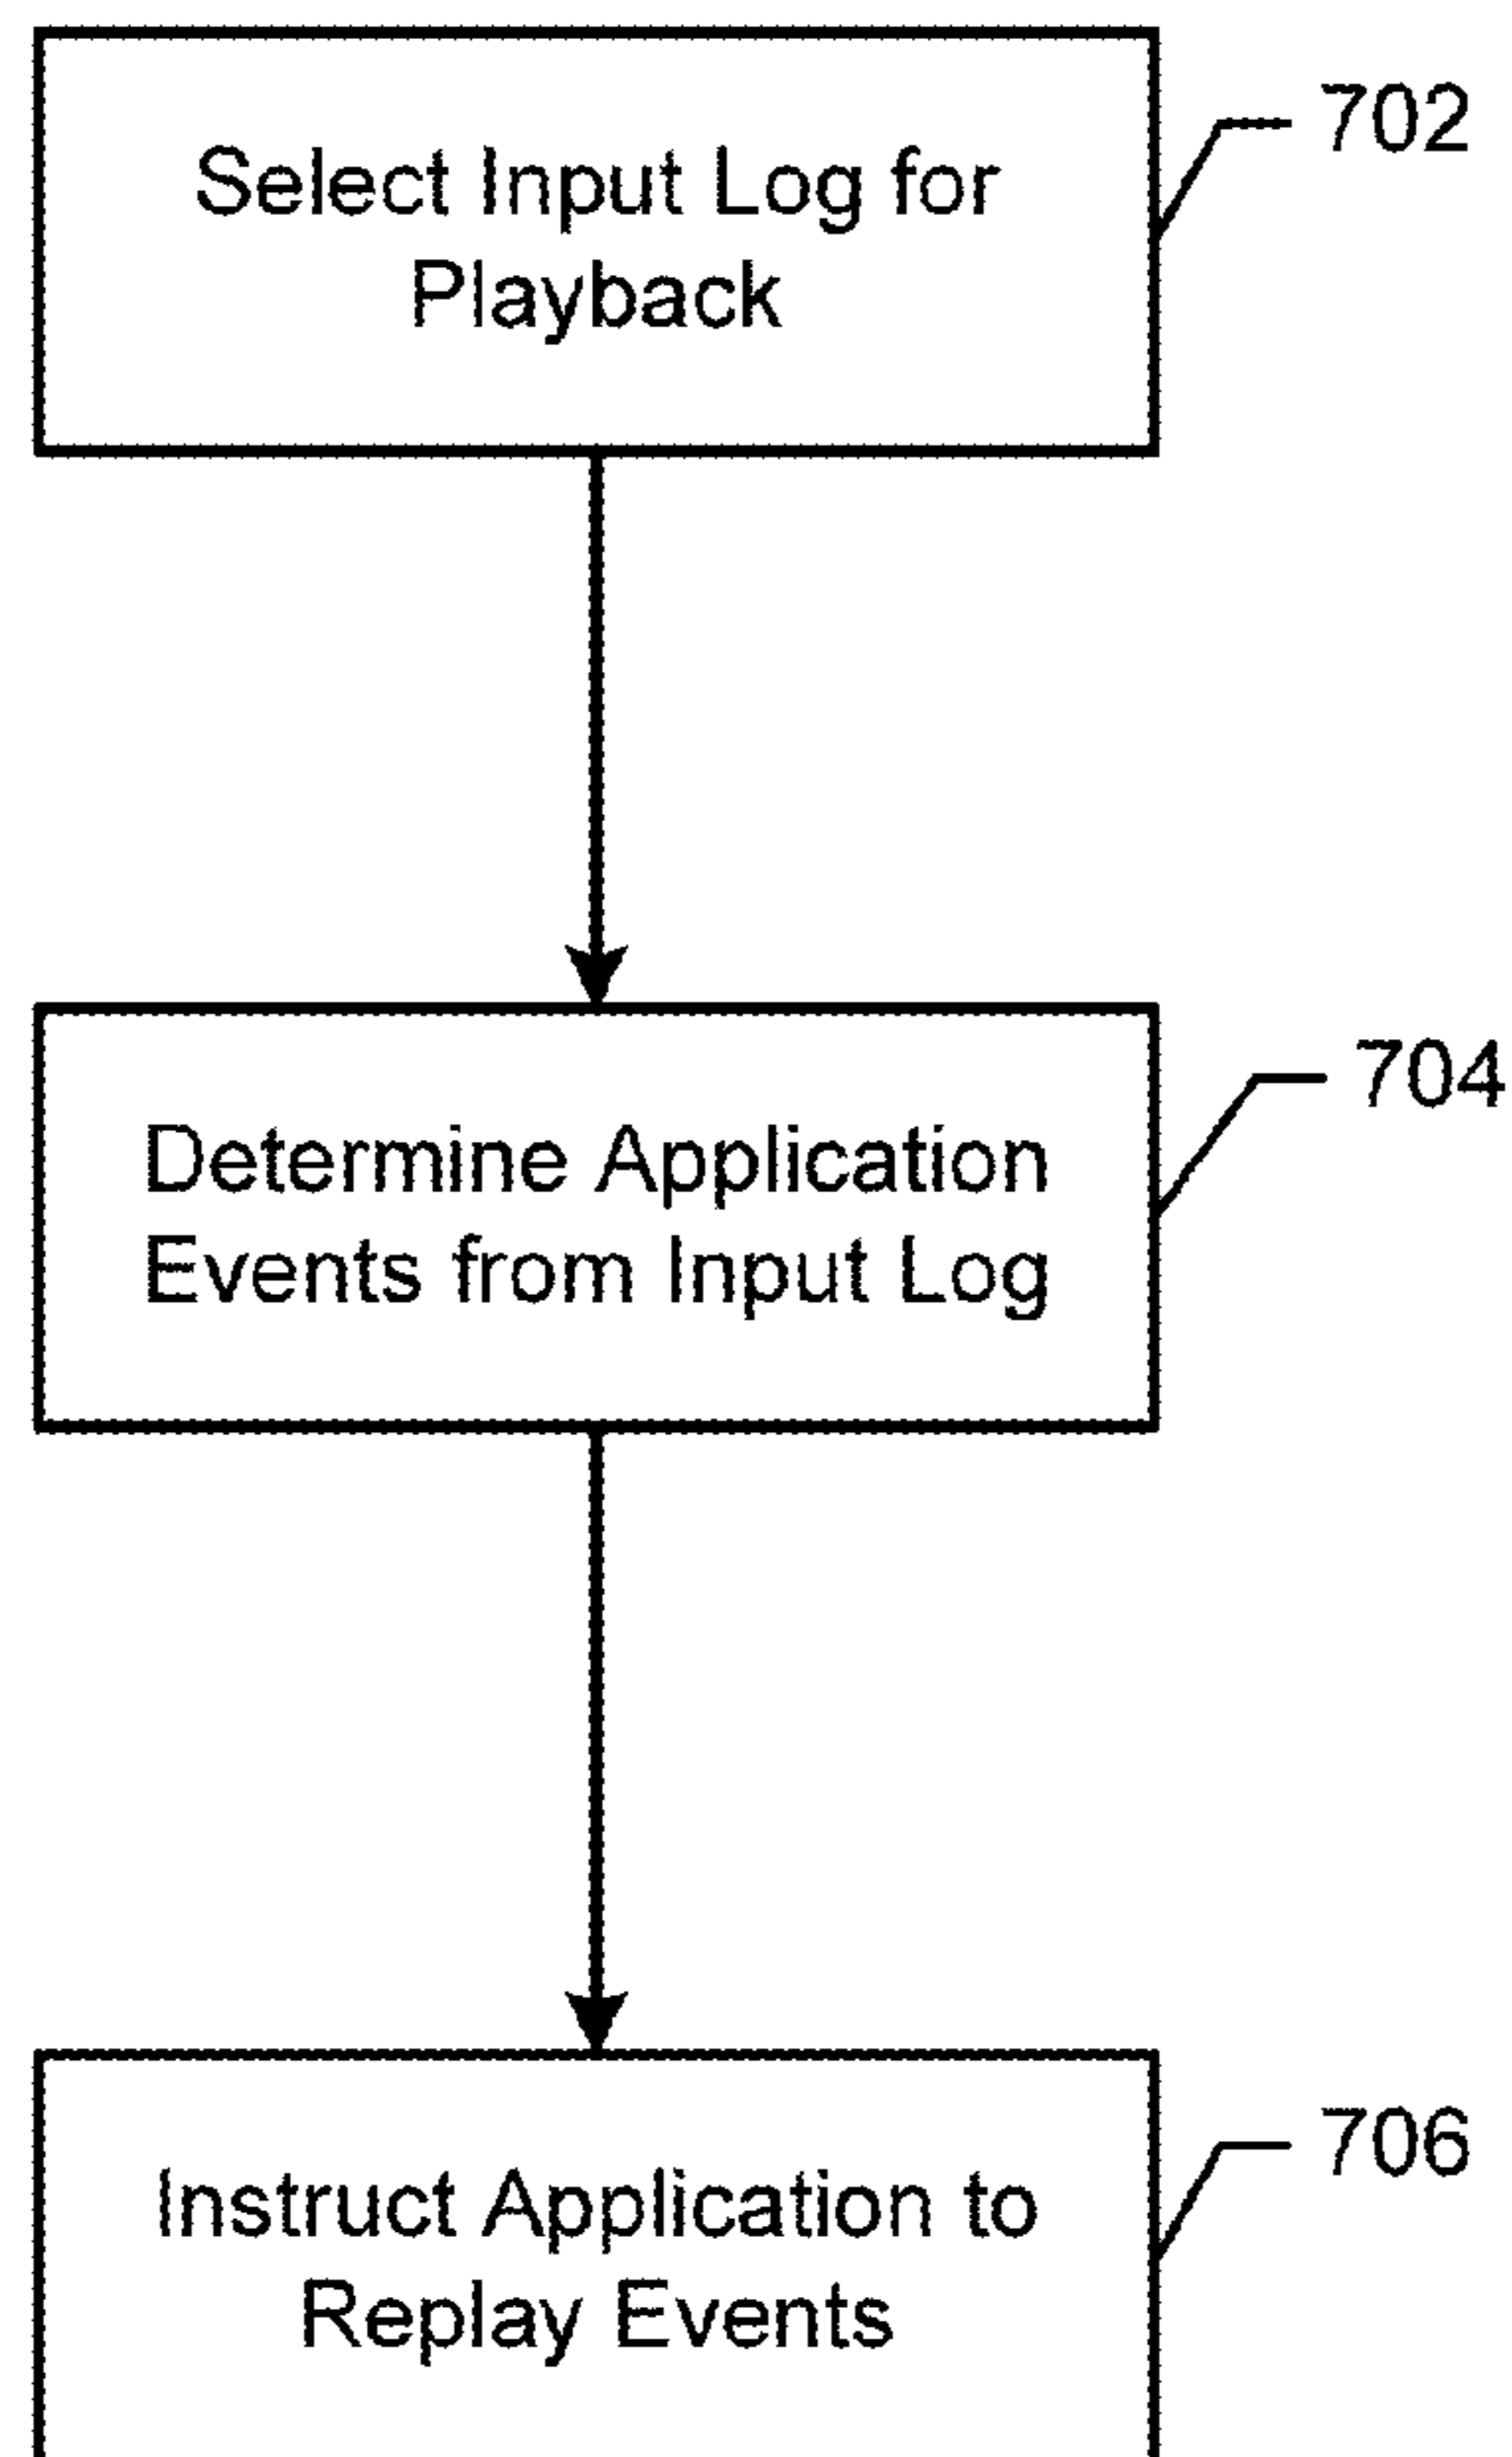 702
Select Input Log for
Playback
704
Determine Application
Events from Input Log
706
Instruct Application to
Replay Events